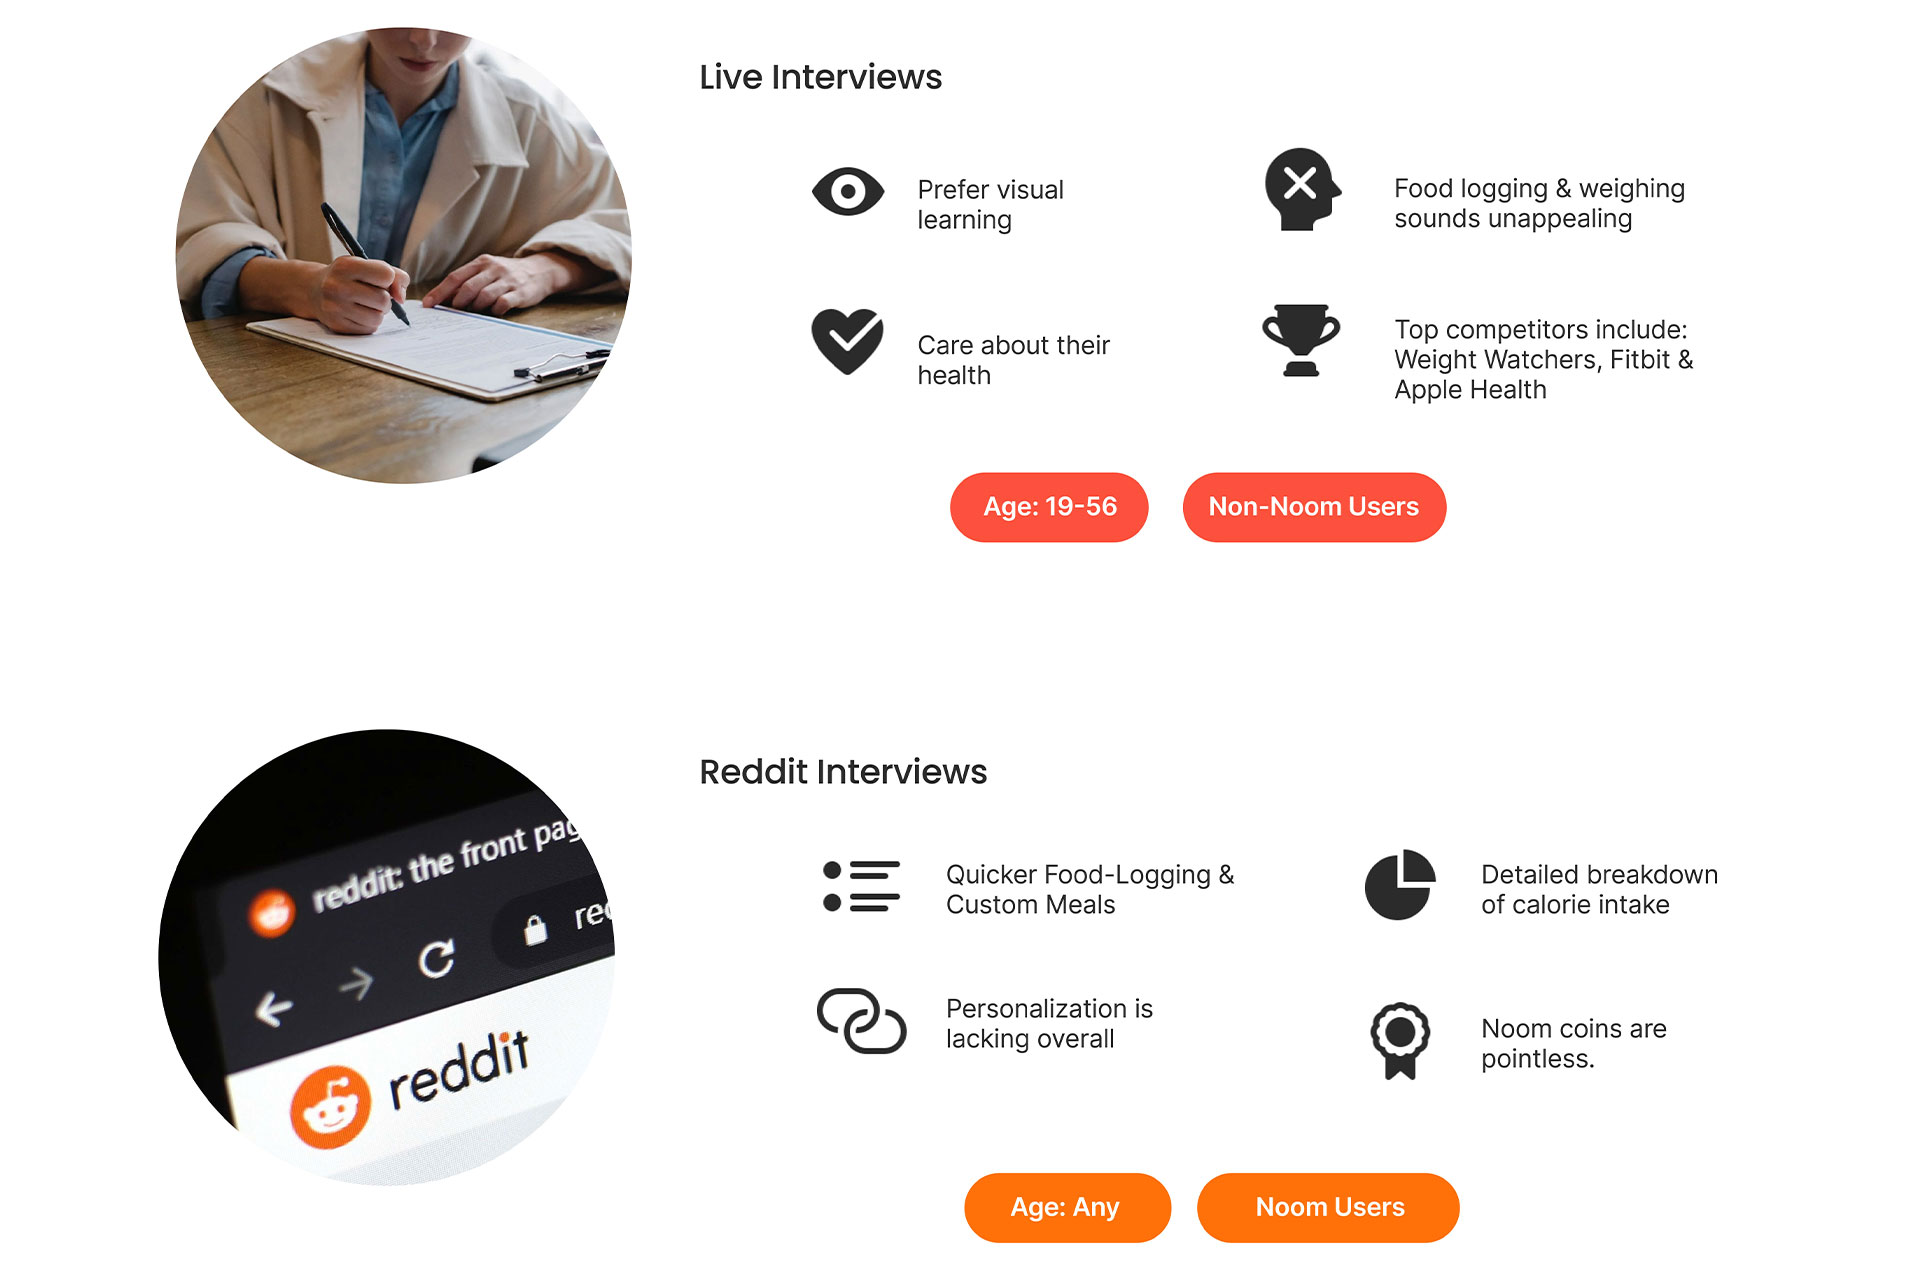 Live Interviews
Prefer visual
learning
Food logging & weighing
sounds unappealing
Care about their
health
Top competitors include:
Weight Watchers, Fitbit &
Apple Health
Age: 19-56
Non-Noom Users
Reddit Interviews
reddit: the front pag
reddit
Quicker Food-Logging &
Custom Meals
Detailed breakdown
of calorie intake
Personalization is
lacking overall
Noom coins are
pointless.
Age: Any
Noom Users